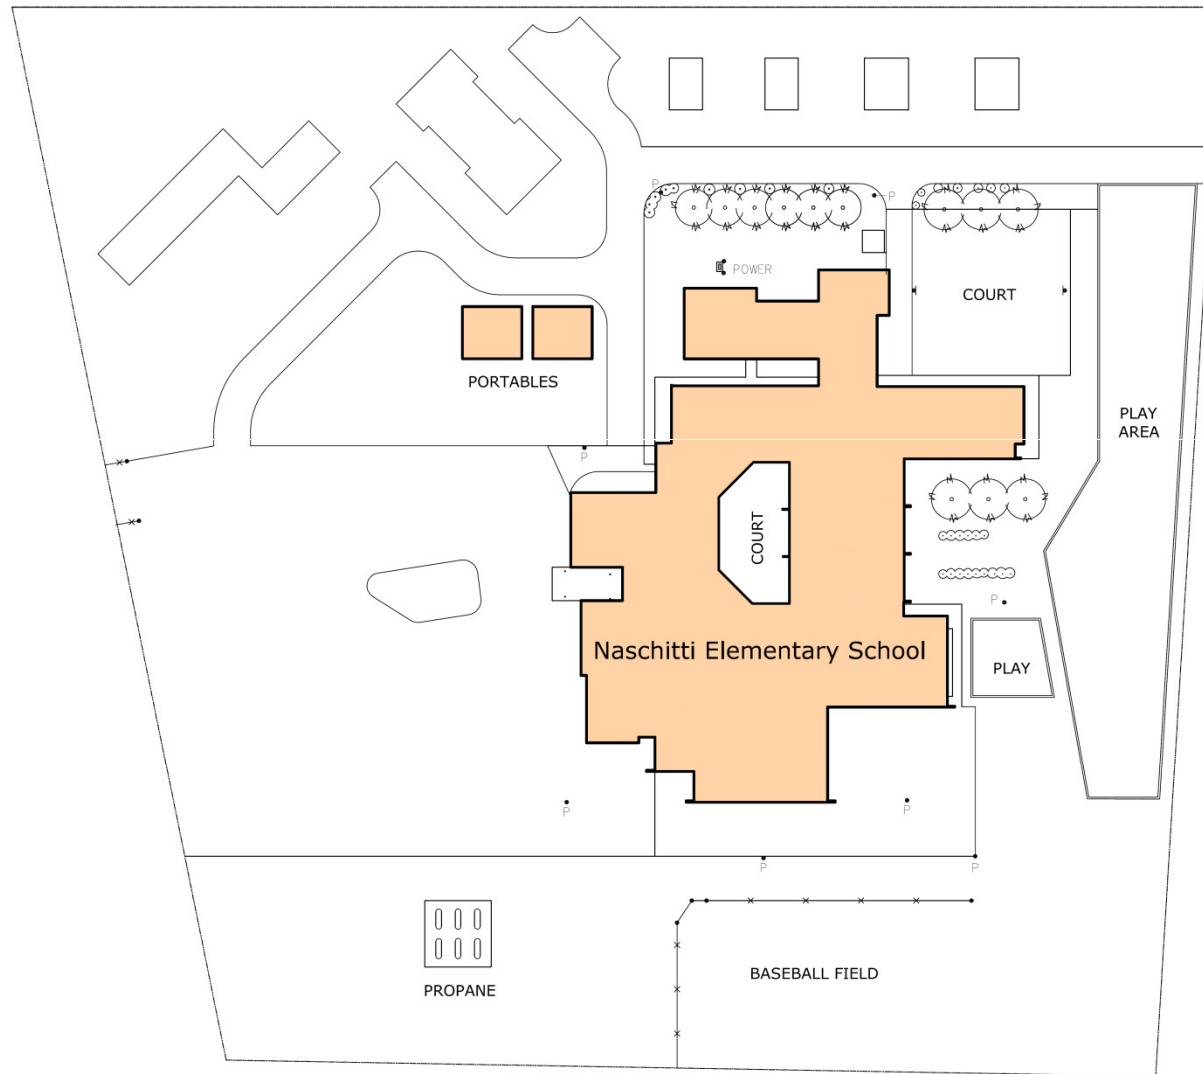 P
P
POWER
COURT
PORTABLES
PLAY
AREA
P
COURT
P
Naschitti Elementary School
PLAY
P
P
P
P
PROPANE
BASEBALL FIELD